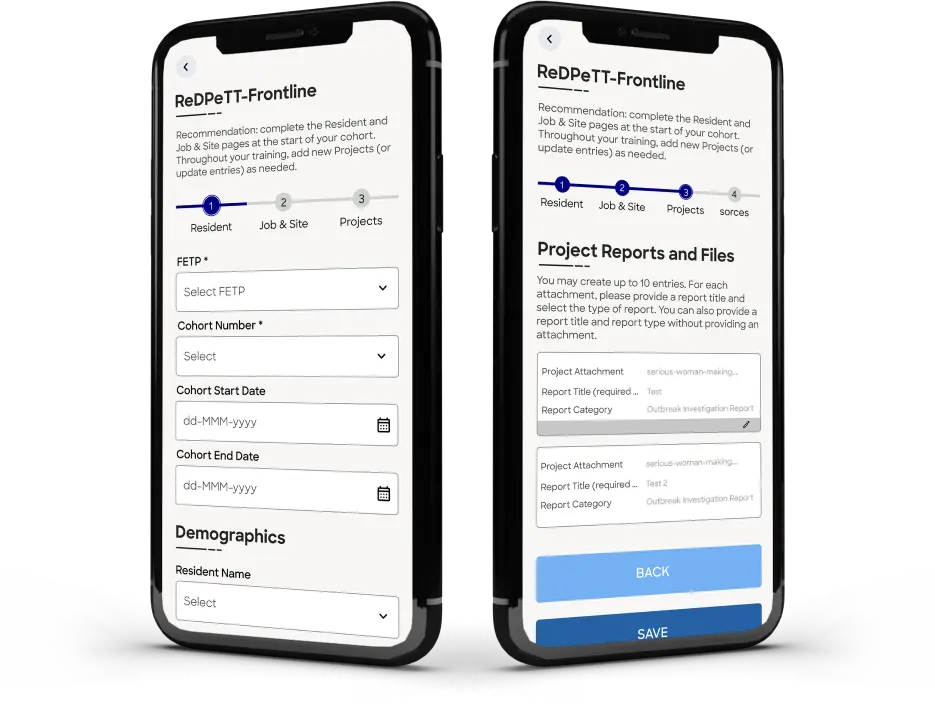 ReDPeTT-Frontline
Recommendation: complete the Resident and
Job & Site pages at the start of your cohort.
Throughout your training, add new Projects (or
update entries) as needed.
1 2 3
Resident Job & Site Projects
FETP *
Select FETP
Cohort Number *
Select
Cohort Start Date
dd-MMM-yyyy
Cohort End Date
dd-MMM-yyyy
Demographics
Resident Name
Select
ReDPeTT-Frontline
Recommendation: complete the Resident and
Job & Site pages at the start of your cohort.
Throughout your training, add new Projects (or
update entries) as needed.
1 2 3 4
Resident Job & Site Projects sorces
Project Reports and Files
You may create up to 10 entries. For each
attachment, please provide a report title and
select the type of report. You can also provide a
report title and report type without providing an
attachment.
Project Attachment serious-woman-making...
Report Title (required ... Test
Report Category Outbreak Investigation Report
Project Attachment serious-woman-making...
Report Title (required ... Test 2
Report Category Outbreak Investigation Report
BACK
SAVE